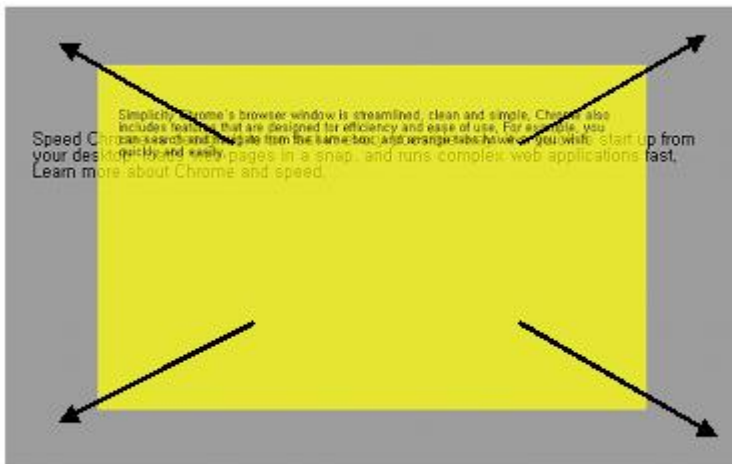 Simplicity Chrome's browser window is streamlined, clean and simple, Chrome also
includes features that are designed for efficiency and ease of use, For example, you
can search and navigate from the same box, and arrange tabs however you wish,
quickly and easily.
Speed Chrome start up from
your desktop, pages in a snap, and runs complex web applications fast,
Learn more about Chrome and speed,